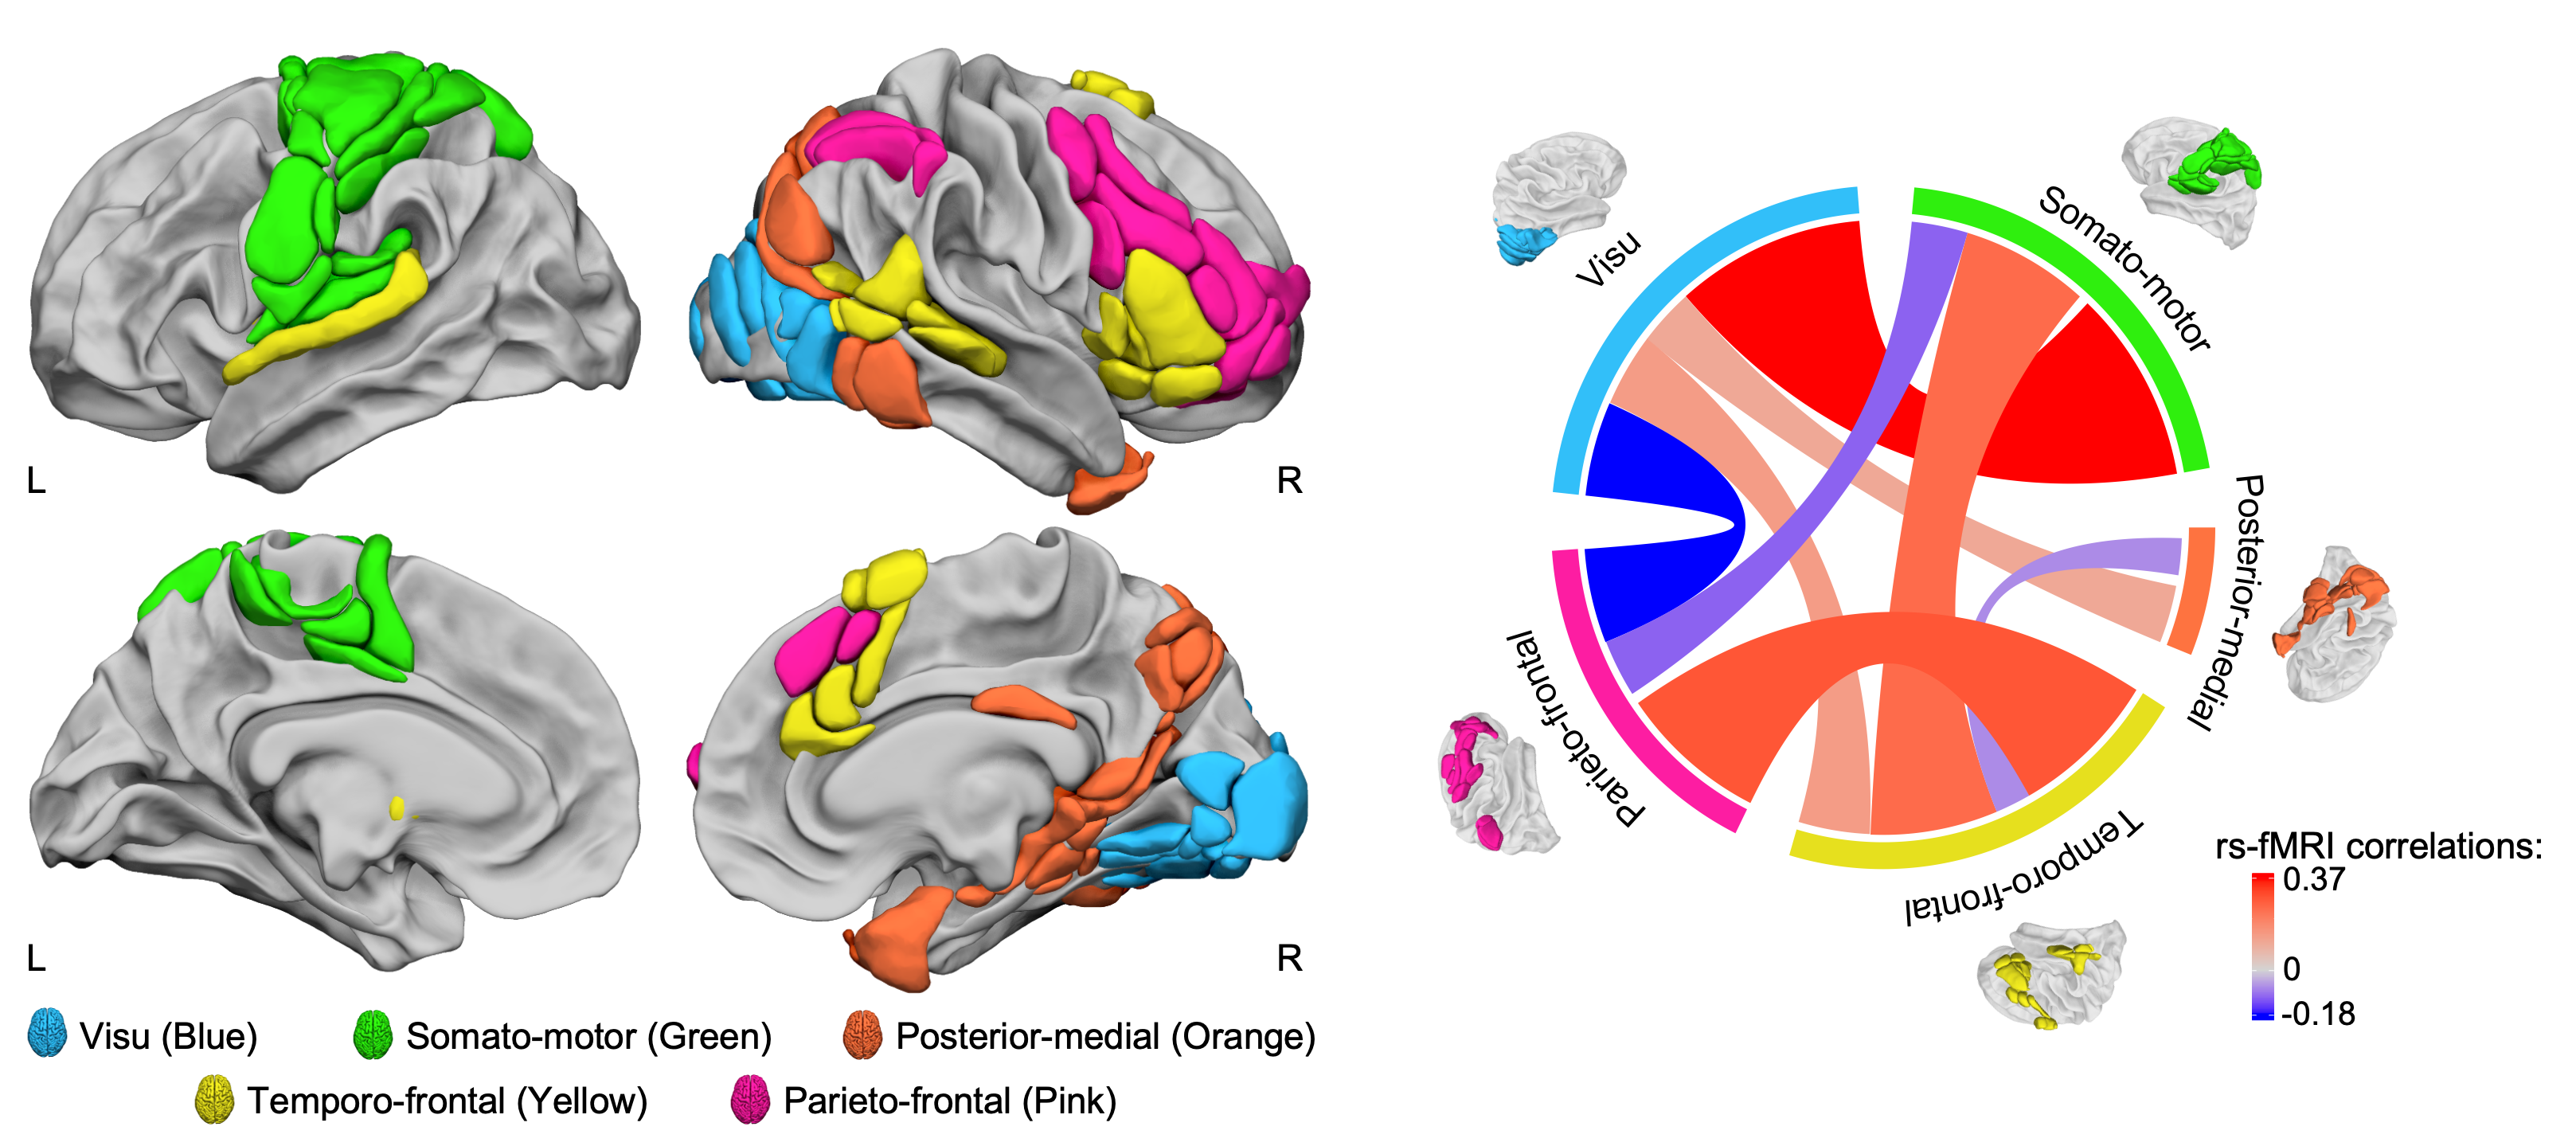 L
R
L
R
Visu (Blue)
Somato-motor (Green)
Posterior-medial (Orange)
Temporo-frontal (Yellow)
Parieto-frontal (Pink)
Visu
Somato-motor
Posterior-medial
Parieto-frontal
Temporo-frontal
rs-fMRI correlations:
0.37
0
-0.18